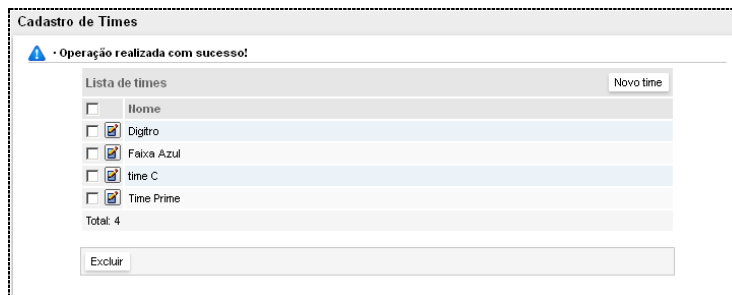 Cadastro de Times
· Operação realizada com sucesso!
Lista de times Novo time
Nome
Digitro
Faixa Azul
time C
Time Prime
Total: 4
Excluir